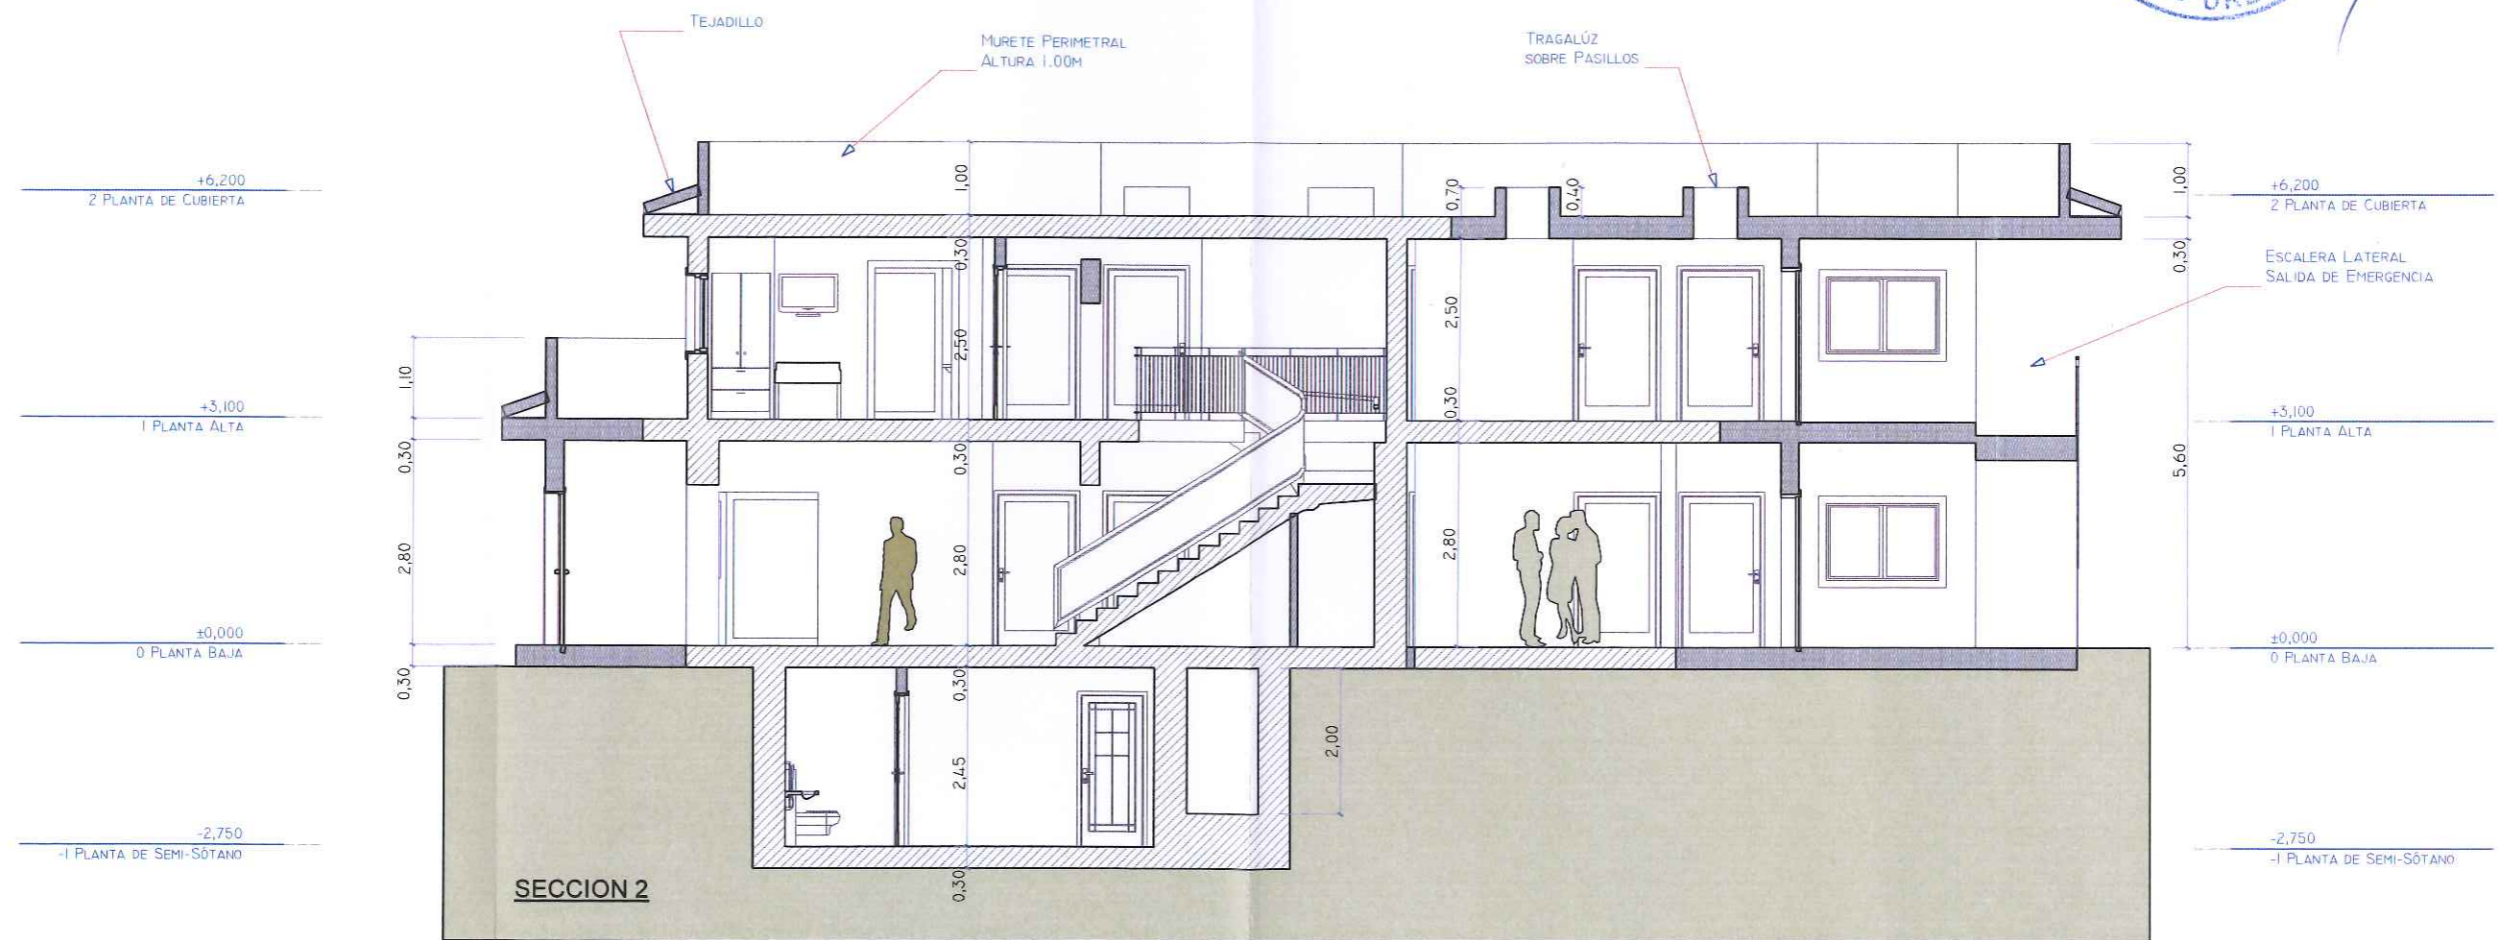 TEJADILLO
MURETE PERIMETRAL
ALTURA 1.00M
TRAGALÚZ
SOBRE PASILLOS
+6,200
2 PLANTA DE CUBIERTA
+3,100
1 PLANTA ALTA
±0,000
0 PLANTA BAJA
-2,750
-1 PLANTA DE SEMI-SÓTANO
1,10
0,30
2,80
0,30
1,00
0,30
2,50
0,30
2,80
0,30
2,45
0,30
2,00
0,70
0,40
2,50
0,30
2,80
1,00
0,30
5,60
+6,200
2 PLANTA DE CUBIERTA
ESCALERA LATERAL
SALIDA DE EMERGENCIA
+3,100
1 PLANTA ALTA
±0,000
0 PLANTA BAJA
-2,750
-1 PLANTA DE SEMI-SÓTANO
SECCION 2